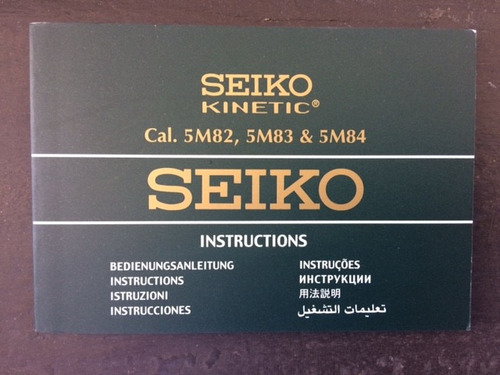 SEIKO
KINETIC®
Cal. 5M82, 5M83 & 5M84
SEIKO
INSTRUCTIONS
BEDIENUNGSANLEITUNG
INSTRUCTIONS
ISTRUZIONI
INSTRUCCIONES
INSTRUÇÕES
ИНСТРУКЦИИ
用法説明
تعليمات التشغيل